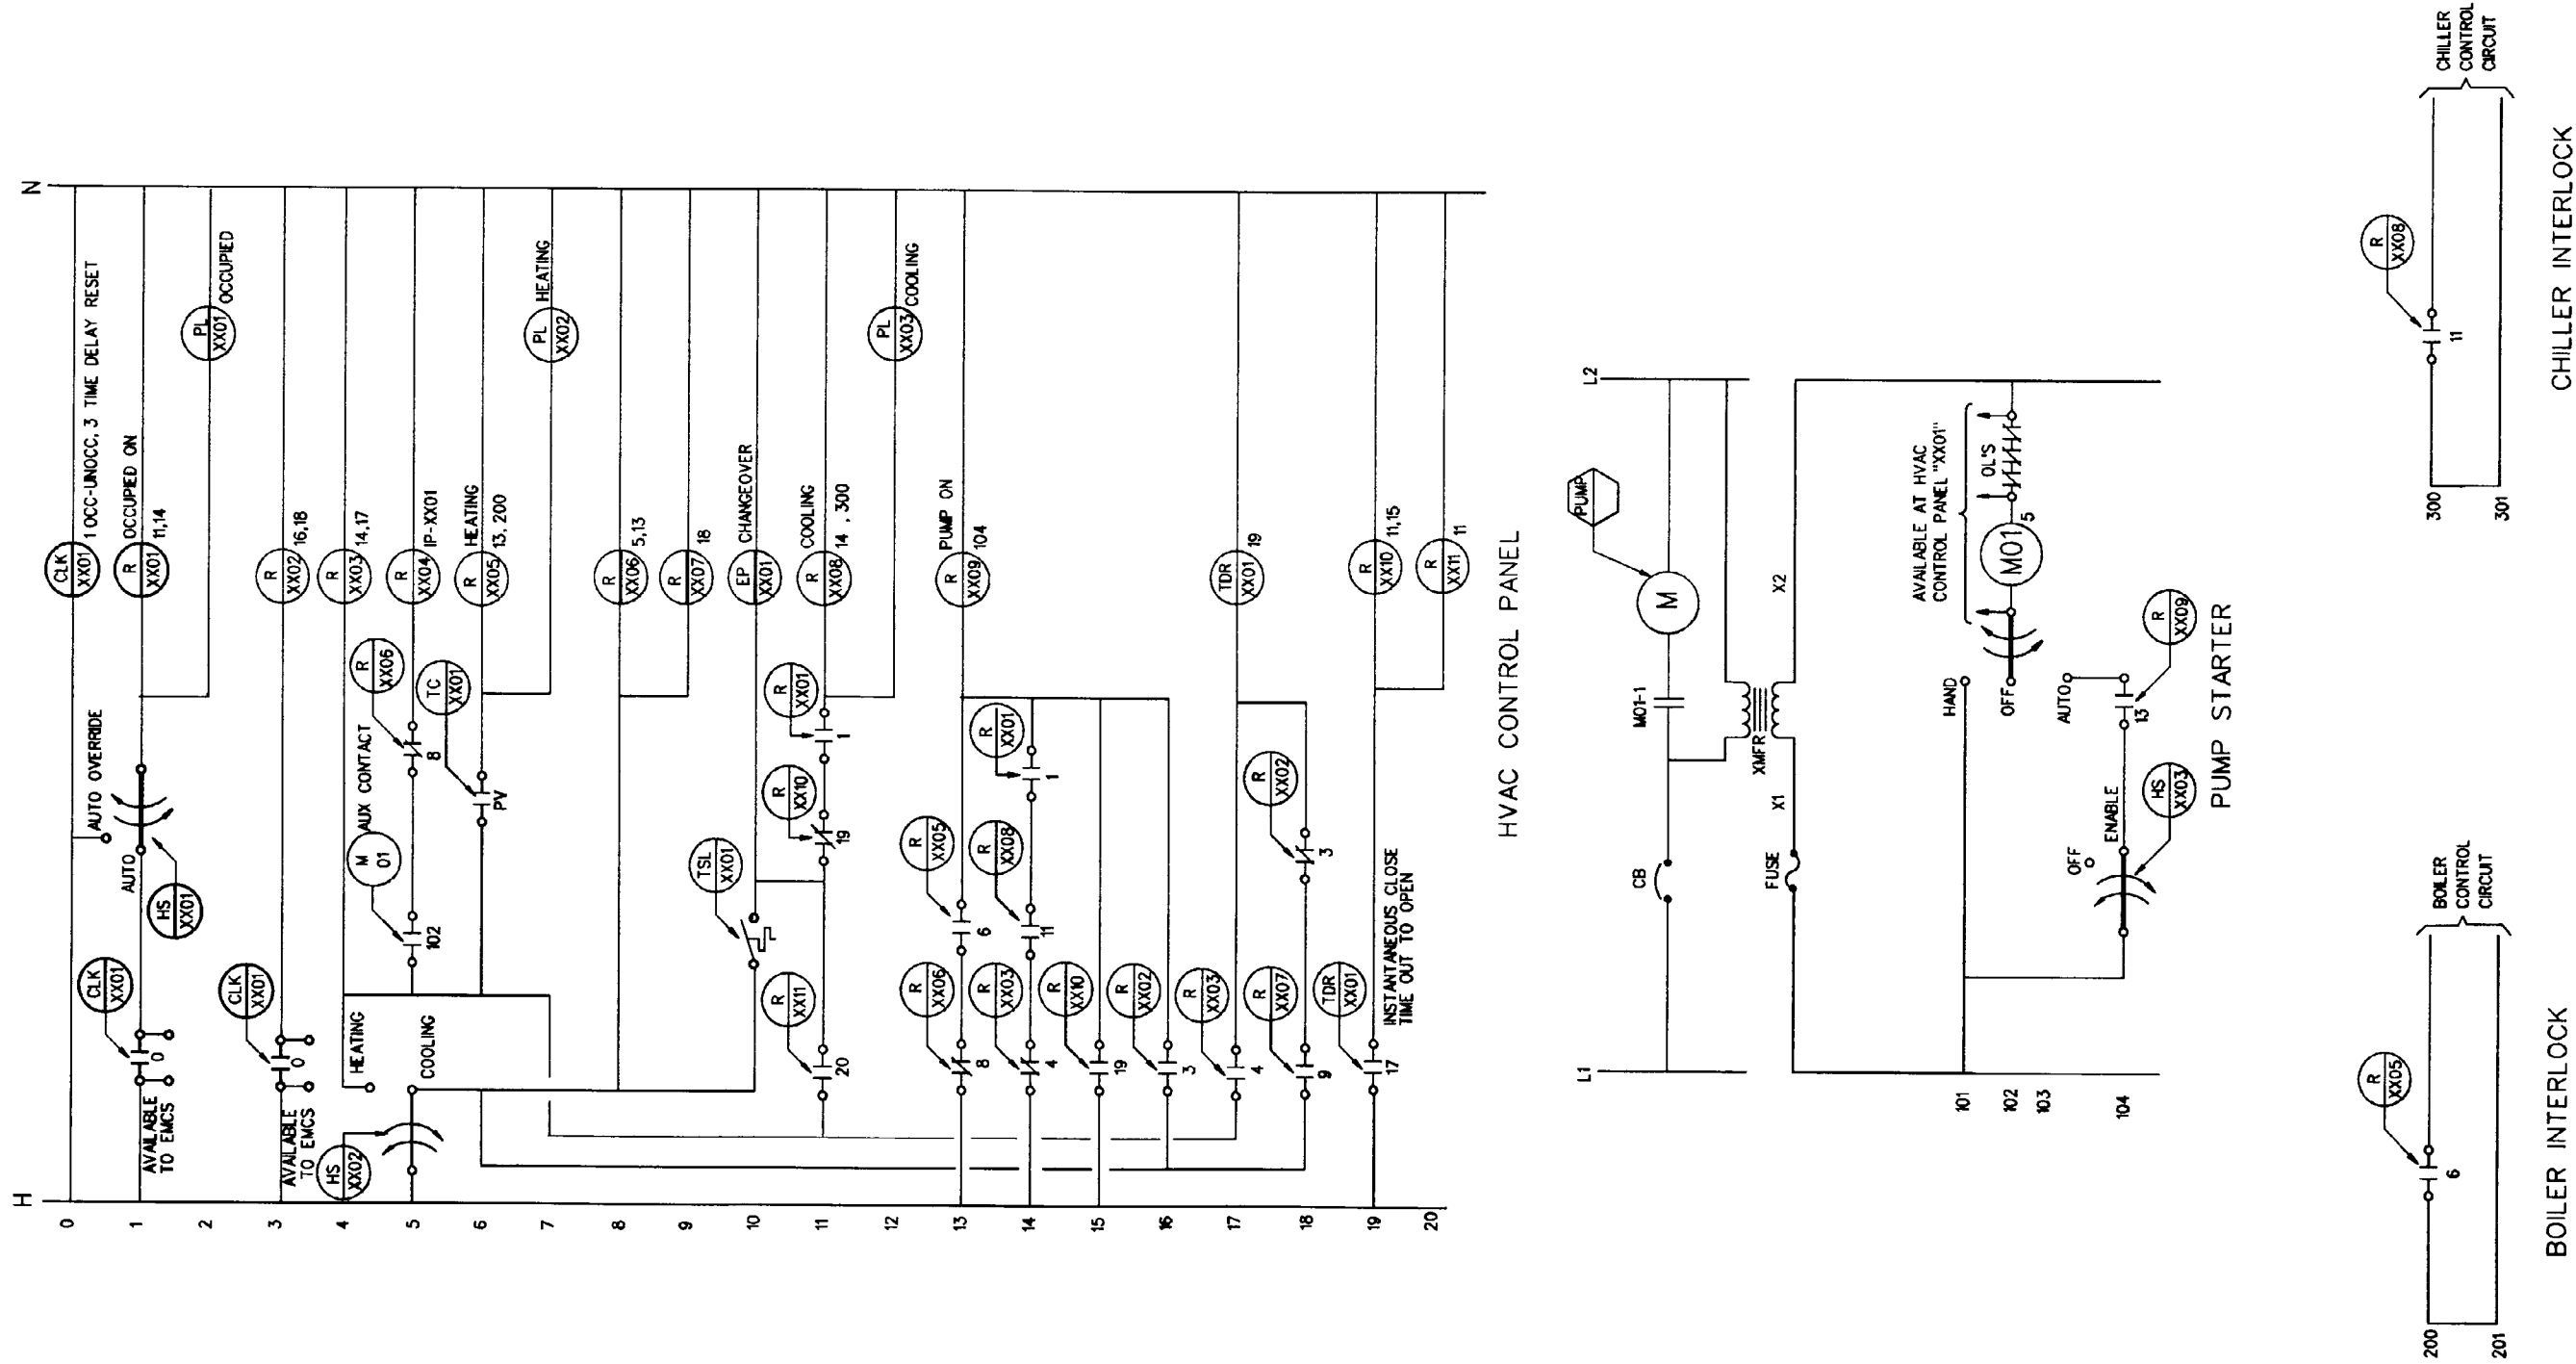 H
N
0
CLK
XX01
1 OCC-UNOCC, 3 TIME DELAY RESET
AUTO OVERRIDE
1
AVAILABLE
TO EMCS
CLK
XX01
0
AUTO
HS
XX01
R
XX01
OCCUPIED ON
11,14
2
PL
XX01
OCCUPIED
3
AVAILABLE
TO EMCS
CLK
XX01
0
R
XX02
16,18
4
HS
XX02
HEATING
R
XX03
14,17
5
COOLING
M
01
AUX CONTACT
102
R
XX06
8
R
XX04
IP-XX01
6
TC
XX01
PV
R
XX05
HEATING
13, 200
7
PL
XX02
HEATING
8
R
XX06
5,13
9
R
XX07
18
10
TSL
XX01
EP
XX01
CHANGEOVER
11
R
XX11
20
R
XX10
19
R
XX01
1
R
XX08
COOLING
14 , 300
12
PL
XX03
COOLING
13
R
XX06
8
R
XX05
6
R
XX09
PUMP ON
104
14
R
XX03
4
R
XX08
11
R
XX01
1
15
R
XX10
19
16
R
XX02
3
17
R
XX03
4
TDR
XX01
19
18
R
XX07
9
R
XX02
3
19
TDR
XX01
17
INSTANTANEOUS CLOSE
TIME OUT TO OPEN
R
XX10
11,15
20
R
XX11
11
HVAC CONTROL PANEL
L1
L2
CB
M01-1
M
PUMP
XMFR
FUSE
X1
X2
101
HAND
AVAILABLE AT HVAC
CONTROL PANEL "XX01"
102
OFF
M01
5
OL'S
103
OFF
AUTO
104
ENABLE
HS
XX03
13
R
XX09
PUMP STARTER
R
XX05
200
6
201
BOILER
CONTROL
CIRCUIT
BOILER INTERLOCK
R
XX08
300
11
301
CHILLER
CONTROL
CIRCUIT
CHILLER INTERLOCK